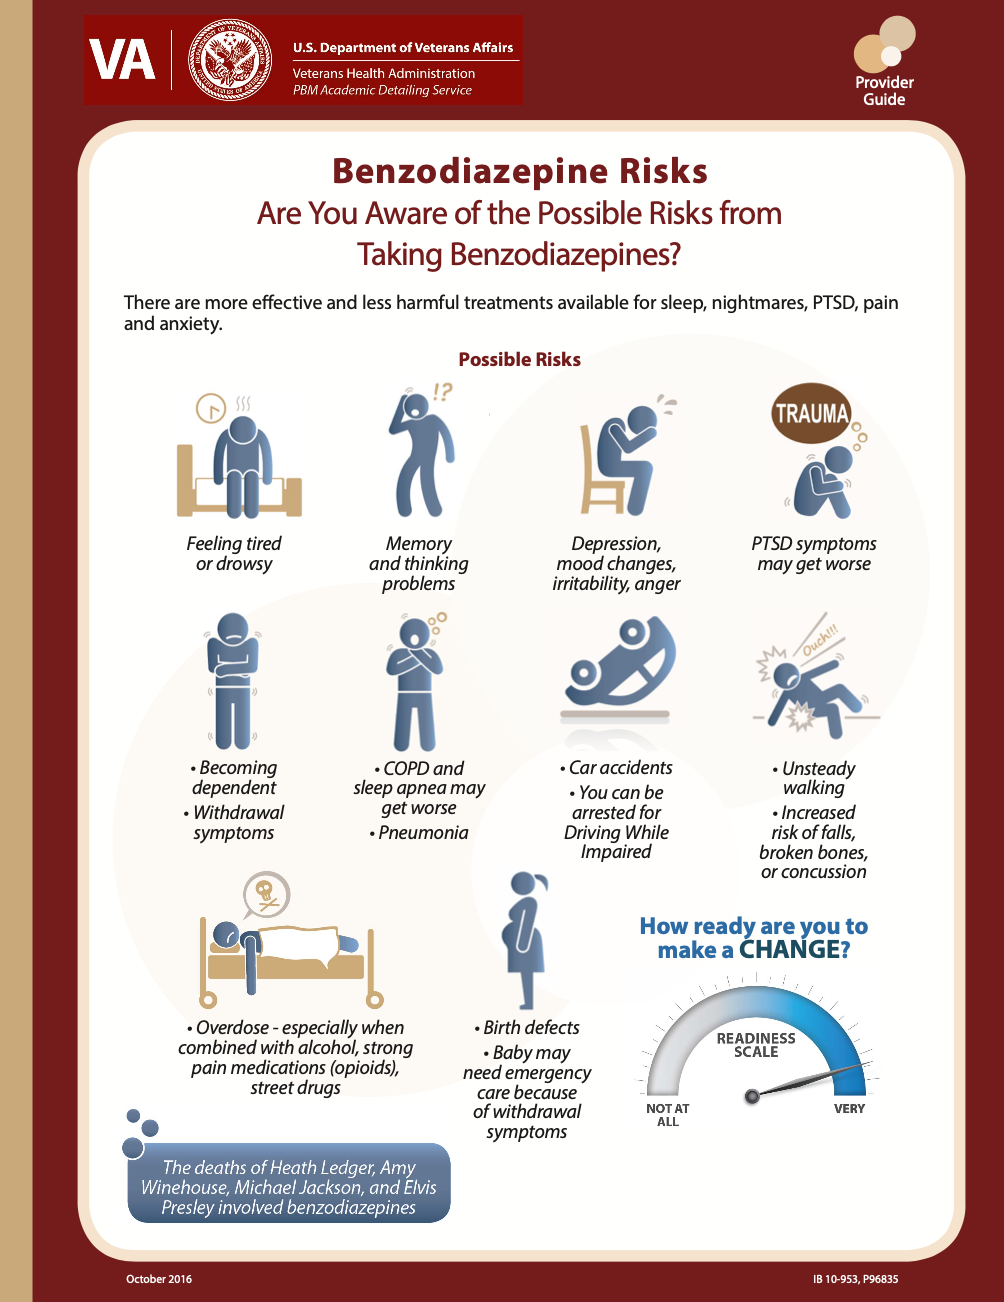 VA
U.S. Department of Veterans Affairs
Veterans Health Administration
PBM Academic Detailing Service
Provider
Guide
Benzodiazepine Risks
Are You Aware of the Possible Risks from
Taking Benzodiazepines?
There are more effective and less harmful treatments available for sleep, nightmares, PTSD, pain
and anxiety.
Possible Risks
!?
TRAUMA
Feeling tired
or drowsy
Memory
and thinking
problems
Depression,
mood changes,
irritability, anger
PTSD symptoms
may get worse
Ouch!!!
• Becoming
dependent
• Withdrawal
symptoms
• COPD and
sleep apnea may
get worse
• Pneumonia
• Car accidents
• You can be
arrested for
Driving While
Impaired
• Unsteady
walking
• Increased
risk of falls,
broken bones,
or concussion
• Overdose - especially when
combined with alcohol, strong
pain medications (opioids),
street drugs
• Birth defects
• Baby may
need emergency
care because
of withdrawal
symptoms
How ready are you to
make a CHANGE?
READINESS
SCALE
NOT AT
ALL
VERY
The deaths of Heath Ledger, Amy
Winehouse, Michael Jackson, and Elvis
Presley involved benzodiazepines
October 2016
IB 10-953, P96835